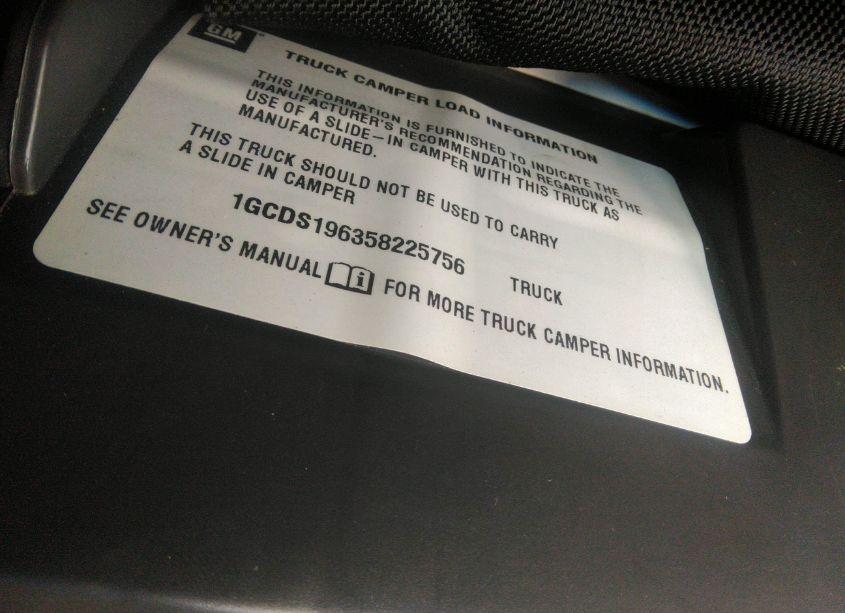 GM
TRUCK CAMPER LOAD INFORMATION
THIS INFORMATION IS FURNISHED TO INDICATE THE
MANUFACTURER'S RECOMMENDATION REGARDING THE
USE OF A SLIDE-IN CAMPER WITH THIS TRUCK AS
MANUFACTURED.
THIS TRUCK SHOULD NOT BE USED TO CARRY
A SLIDE IN CAMPER
1GCDS196358225756 TRUCK
SEE OWNER'S MANUAL FOR MORE TRUCK CAMPER INFORMATION.